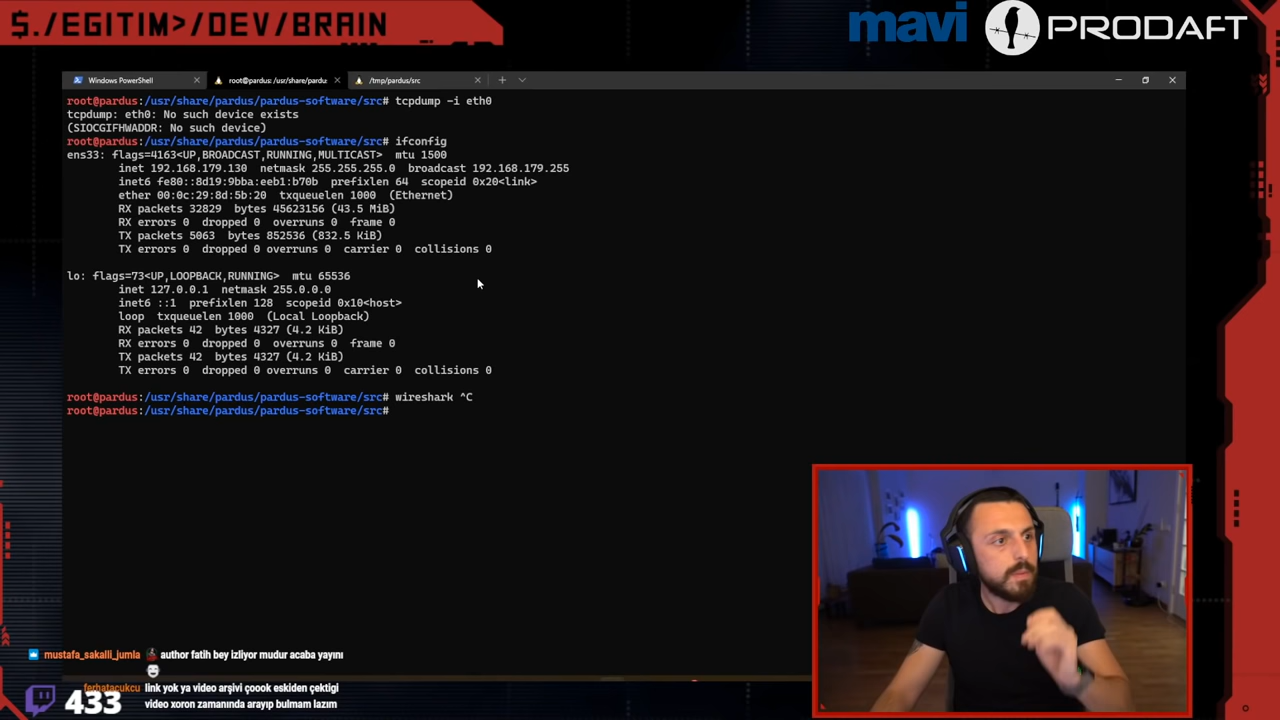 $./EGITIM>/DEV/BRAIN
mavi
PRODAFT
Windows PowerShell
root@pardus: /usr/share/pardu:
/tmp/pardus/src
root@pardus:/usr/share/pardus/pardus-software/src# tcpdump -i eth0
tcpdump: eth0: No such device exists
(SIOCGIFHWADDR: No such device)
root@pardus:/usr/share/pardus/pardus-software/src# ifconfig
ens33: flags=4163<UP,BROADCAST,RUNNING,MULTICAST>  mtu 1500
inet 192.168.179.130  netmask 255.255.255.0  broadcast 192.168.179.255
inet6 fe80::8d19:9bba:eeb1:b70b  prefixlen 64  scopeid 0x20<link>
ether 00:0c:29:8d:5b:20  txqueuelen 1000  (Ethernet)
RX packets 32829  bytes 45623156 (43.5 MiB)
RX errors 0  dropped 0  overruns 0  frame 0
TX packets 5063  bytes 852536 (832.5 KiB)
TX errors 0  dropped 0 overruns 0  carrier 0  collisions 0
lo: flags=73<UP,LOOPBACK,RUNNING>  mtu 65536
inet 127.0.0.1  netmask 255.0.0.0
inet6 ::1  prefixlen 128  scopeid 0x10<host>
loop  txqueuelen 1000  (Local Loopback)
RX packets 42  bytes 4327 (4.2 KiB)
RX errors 0  dropped 0  overruns 0  frame 0
TX packets 42  bytes 4327 (4.2 KiB)
TX errors 0  dropped 0 overruns 0  carrier 0  collisions 0
root@pardus:/usr/share/pardus/pardus-software/src# wireshark ^C
root@pardus:/usr/share/pardus/pardus-software/src#
mustafa_sakalli_jumla author fatih bey izliyor mudur acaba yayını
ferhatacukcu link yok ya video arşivi çoook eskiden çektigi
video xoron zamanında arayıp bulmam lazım
433